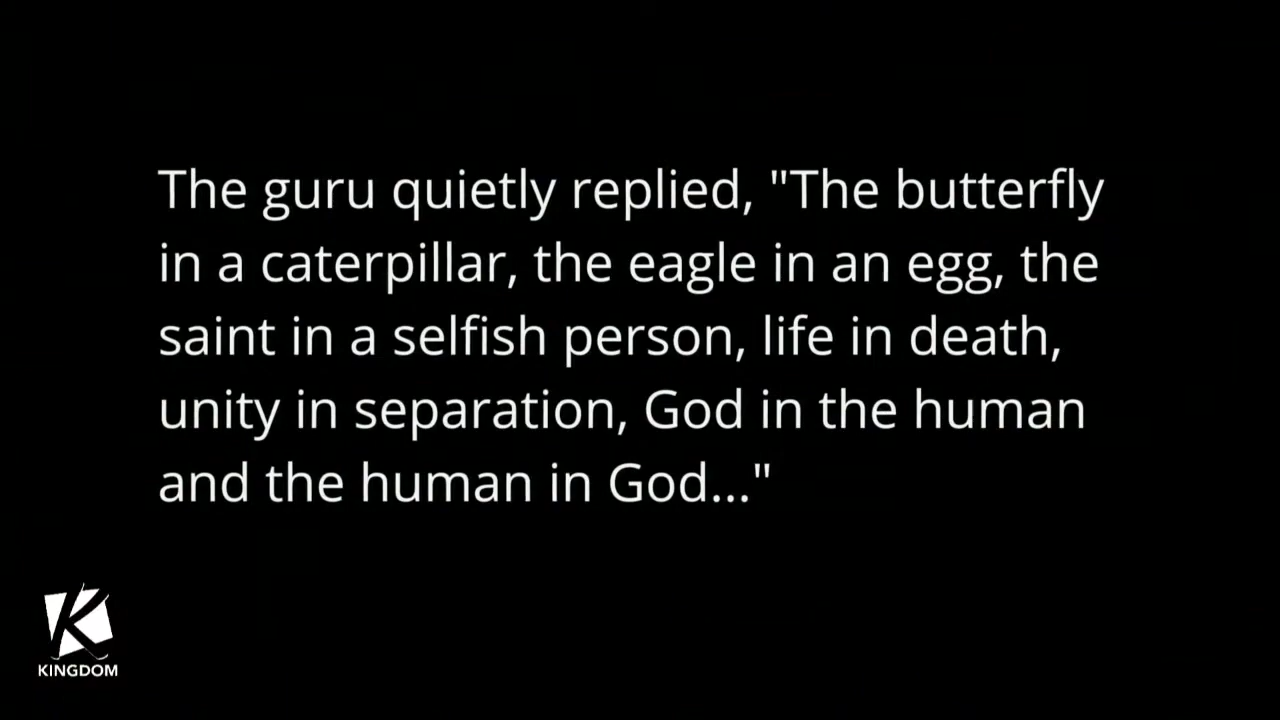 The guru quietly replied, "The butterfly
in a caterpillar, the eagle in an egg, the
saint in a selfish person, life in death,
unity in separation, God in the human
and the human in God..."
K
KINGDOM